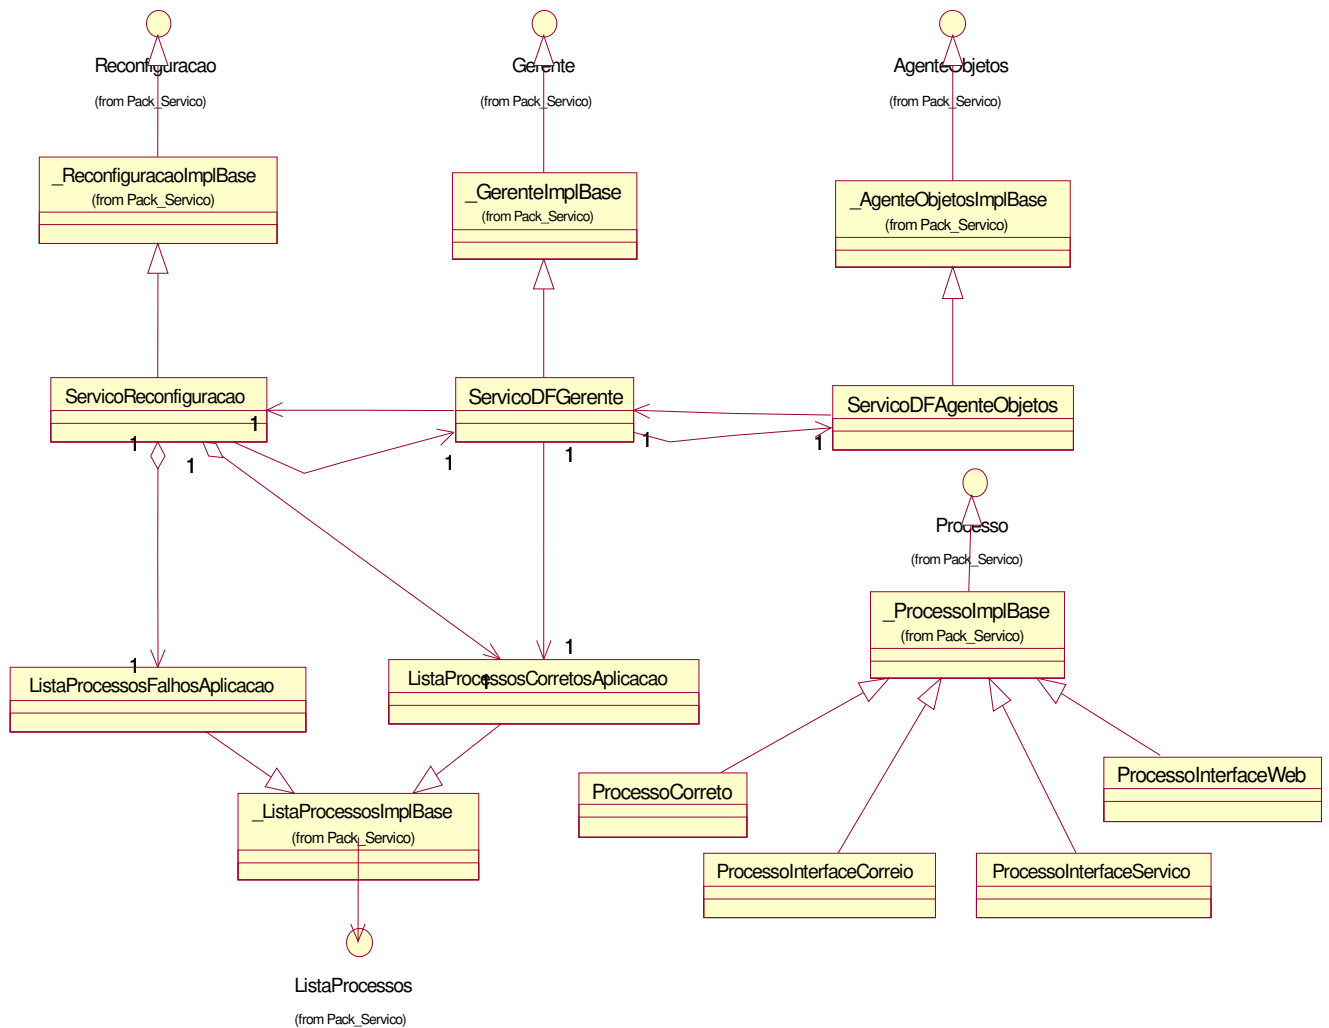 Reconfiguracao
(from Pack_Servico)
Gerente
(from Pack_Servico)
AgenteObjetos
(from Pack_Servico)
_ReconfiguracaoImplBase
(from Pack_Servico)
_GerenteImplBase
(from Pack_Servico)
_AgenteObjetosImplBase
(from Pack_Servico)
ServicoReconfiguracao
1
1
1
ServicoDFGerente
1
1
1
ServicoDFAgenteObjetos
1
Processo
(from Pack_Servico)
_ProcessoImplBase
(from Pack_Servico)
1
ListaProcessosFalhosAplicacao
1
ListaProcessosCorretosAplicacao
1
_ListaProcessosImplBase
(from Pack_Servico)
ProcessoCorreto
ProcessoInterfaceWeb
ProcessoInterfaceCorreio
ProcessoInterfaceServico
ListaProcessos
(from Pack_Servico)